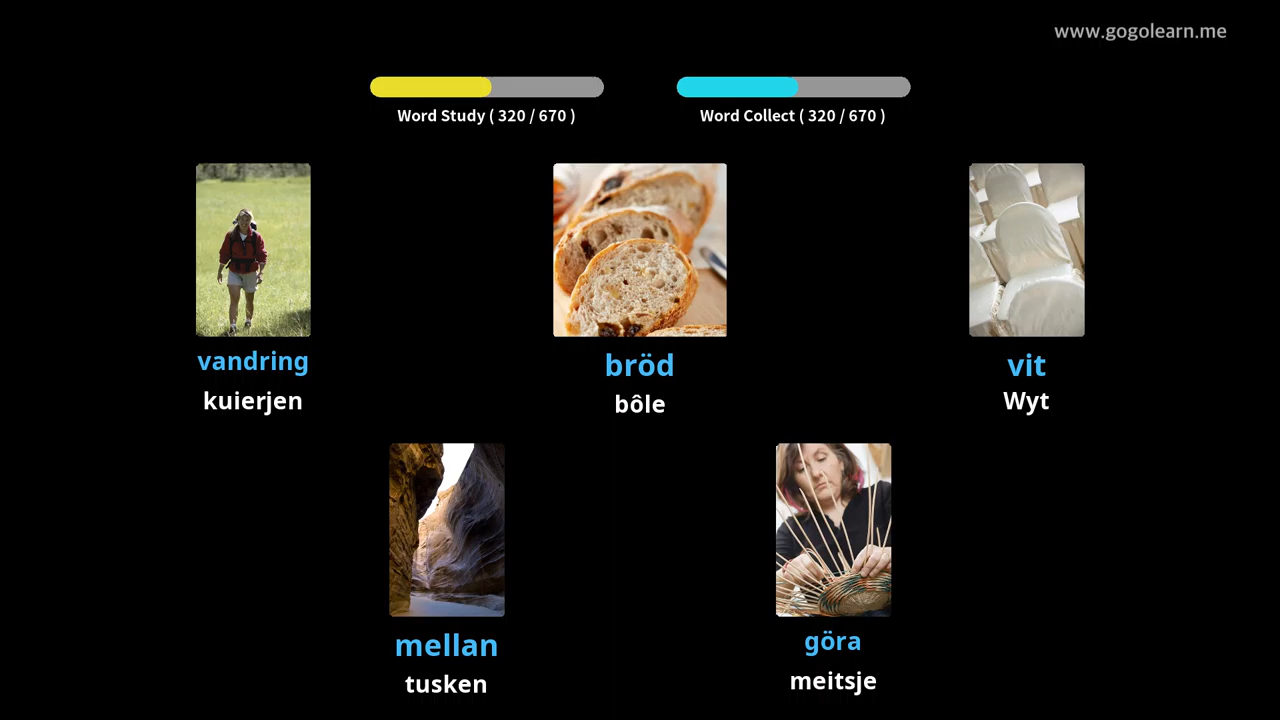 www.gogolearn.me
Word Study ( 320 / 670 )
Word Collect ( 320 / 670 )
vandring
kuierjen
bröd
bôle
vit
Wyt
mellan
tusken
göra
meitsje